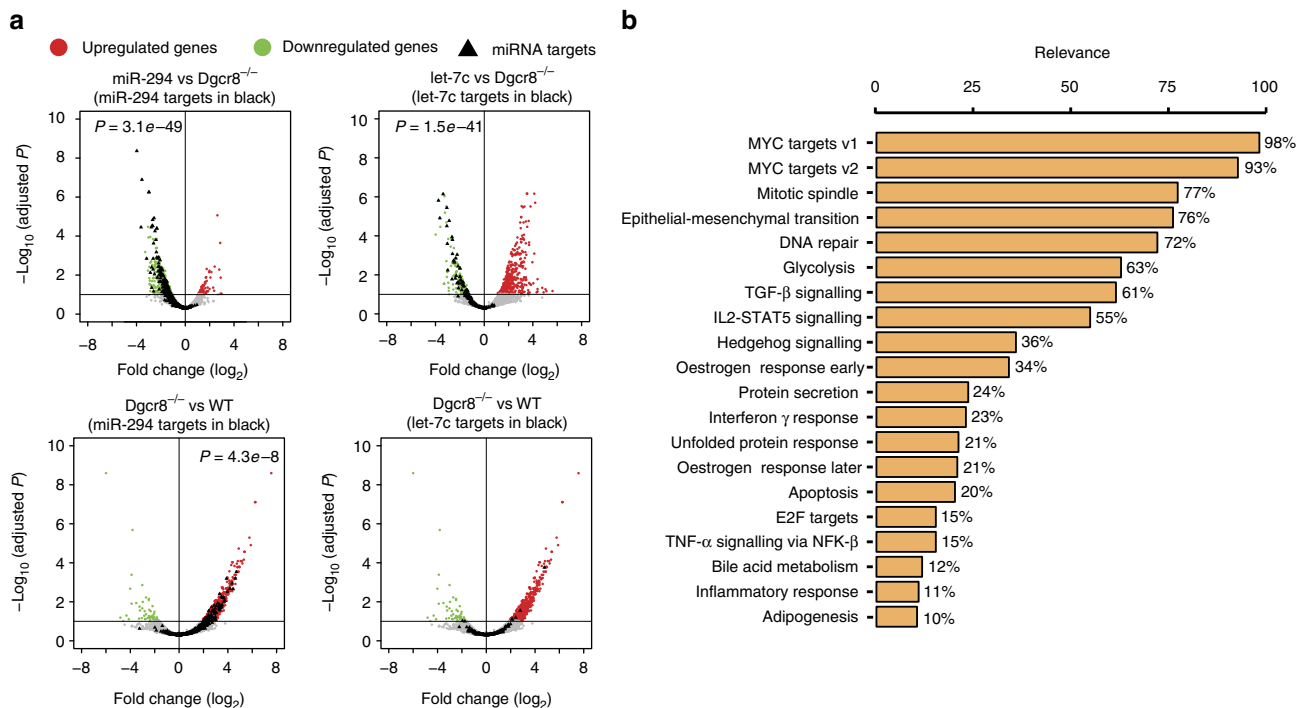 a
Upregulated genes
Downregulated genes
miRNA targets
miR-294 vs Dgcr8−/−
(miR-294 targets in black)
P = 3.1e−49
−Log10 (adjusted P)
10
8
6
4
2
0
−8 −4 0 4 8
Fold change (log2)
let-7c vs Dgcr8−/−
(let-7c targets in black)
P = 1.5e−41
−Log10 (adjusted P)
10
8
6
4
2
0
−8 −4 0 4 8
Fold change (log2)
Dgcr8−/− vs WT
(miR-294 targets in black)
P = 4.3e−8
−Log10 (adjusted P)
10
8
6
4
2
0
−8 −4 0 4 8
Fold change (log2)
Dgcr8−/− vs WT
(let-7c targets in black)
−Log10 (adjusted P)
10
8
6
4
2
0
−8 −4 0 4 8
Fold change (log2)
b
Relevance
0 25 50 75 100
MYC targets v1 98%
MYC targets v2 93%
Mitotic spindle 77%
Epithelial-mesenchymal transition 76%
DNA repair 72%
Glycolysis 63%
TGF-β signalling 61%
IL2-STAT5 signalling 55%
Hedgehog signalling 36%
Oestrogen response early 34%
Protein secretion 24%
Interferon γ response 23%
Unfolded protein response 21%
Oestrogen response later 21%
Apoptosis 20%
E2F targets 15%
TNF-α signalling via NFK-β 15%
Bile acid metabolism 12%
Inflammatory response 11%
Adipogenesis 10%